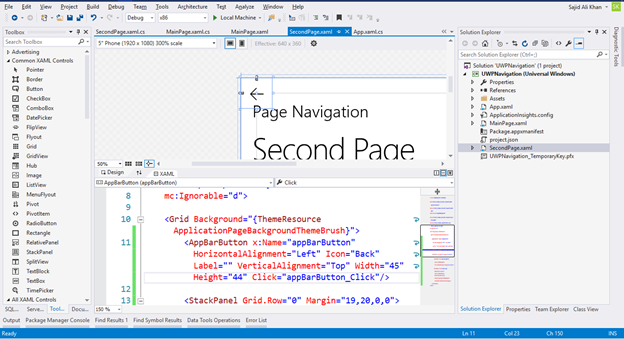 File Edit View Project Build Debug Team Tools Architecture Test Analyze Window Help
Sajid Ali Khan SK
Debug x86 Local Machine
Toolbox
Search Toolbox
Advertising
Common XAML Controls
Pointer
Border
Button
CheckBox
ComboBox
DatePicker
FlipView
Flyout
Grid
GridView
Hub
Image
ListView
MenuFlyout
Pivot
PivotItem
RadioButton
Rectangle
RelativePanel
StackPanel
SplitView
TextBlock
TextBox
TimePicker
All XAML Controls
SQL... Serve... Tool... Docu...
SecondPage.xaml.cs MainPage.xaml.cs MainPage.xaml SecondPage.xaml App.xaml.cs
5" Phone (1920 x 1080) 300% scale
Effective: 640 x 360
Page Navigation
Second Page
50%
Design XAML
AppBarButton (appBarButton) Click
8 mc:Ignorable="d">
9
10 <Grid Background="{ThemeResource
ApplicationPageBackgroundThemeBrush}">
11 <AppBarButton x:Name="appBarButton"
HorizontalAlignment="Left" Icon="Back"
Label="" VerticalAlignment="Top" Width="45"
Height="44" Click="appBarButton_Click"/>
12
13 <StackPanel Grid.Row="0" Margin="19,20,0,0">
150 %
Solution Explorer
Search Solution Explorer (Ctrl+;)
Solution 'UWPNavigation' (1 project)
UWPNavigation (Universal Windows)
Properties
References
Assets
App.xaml
ApplicationInsights.config
MainPage.xaml
Package.appxmanifest
project.json
SecondPage.xaml
UWPNavigation_TemporaryKey.pfx
Solution Explorer Properties Team Explorer Class View
Diagnostic Tools
Output Package Manager Console Find Results 1 Find Symbol Results Data Tools Operations Error List
Ready Ln 11 Col 23 Ch 150 INS